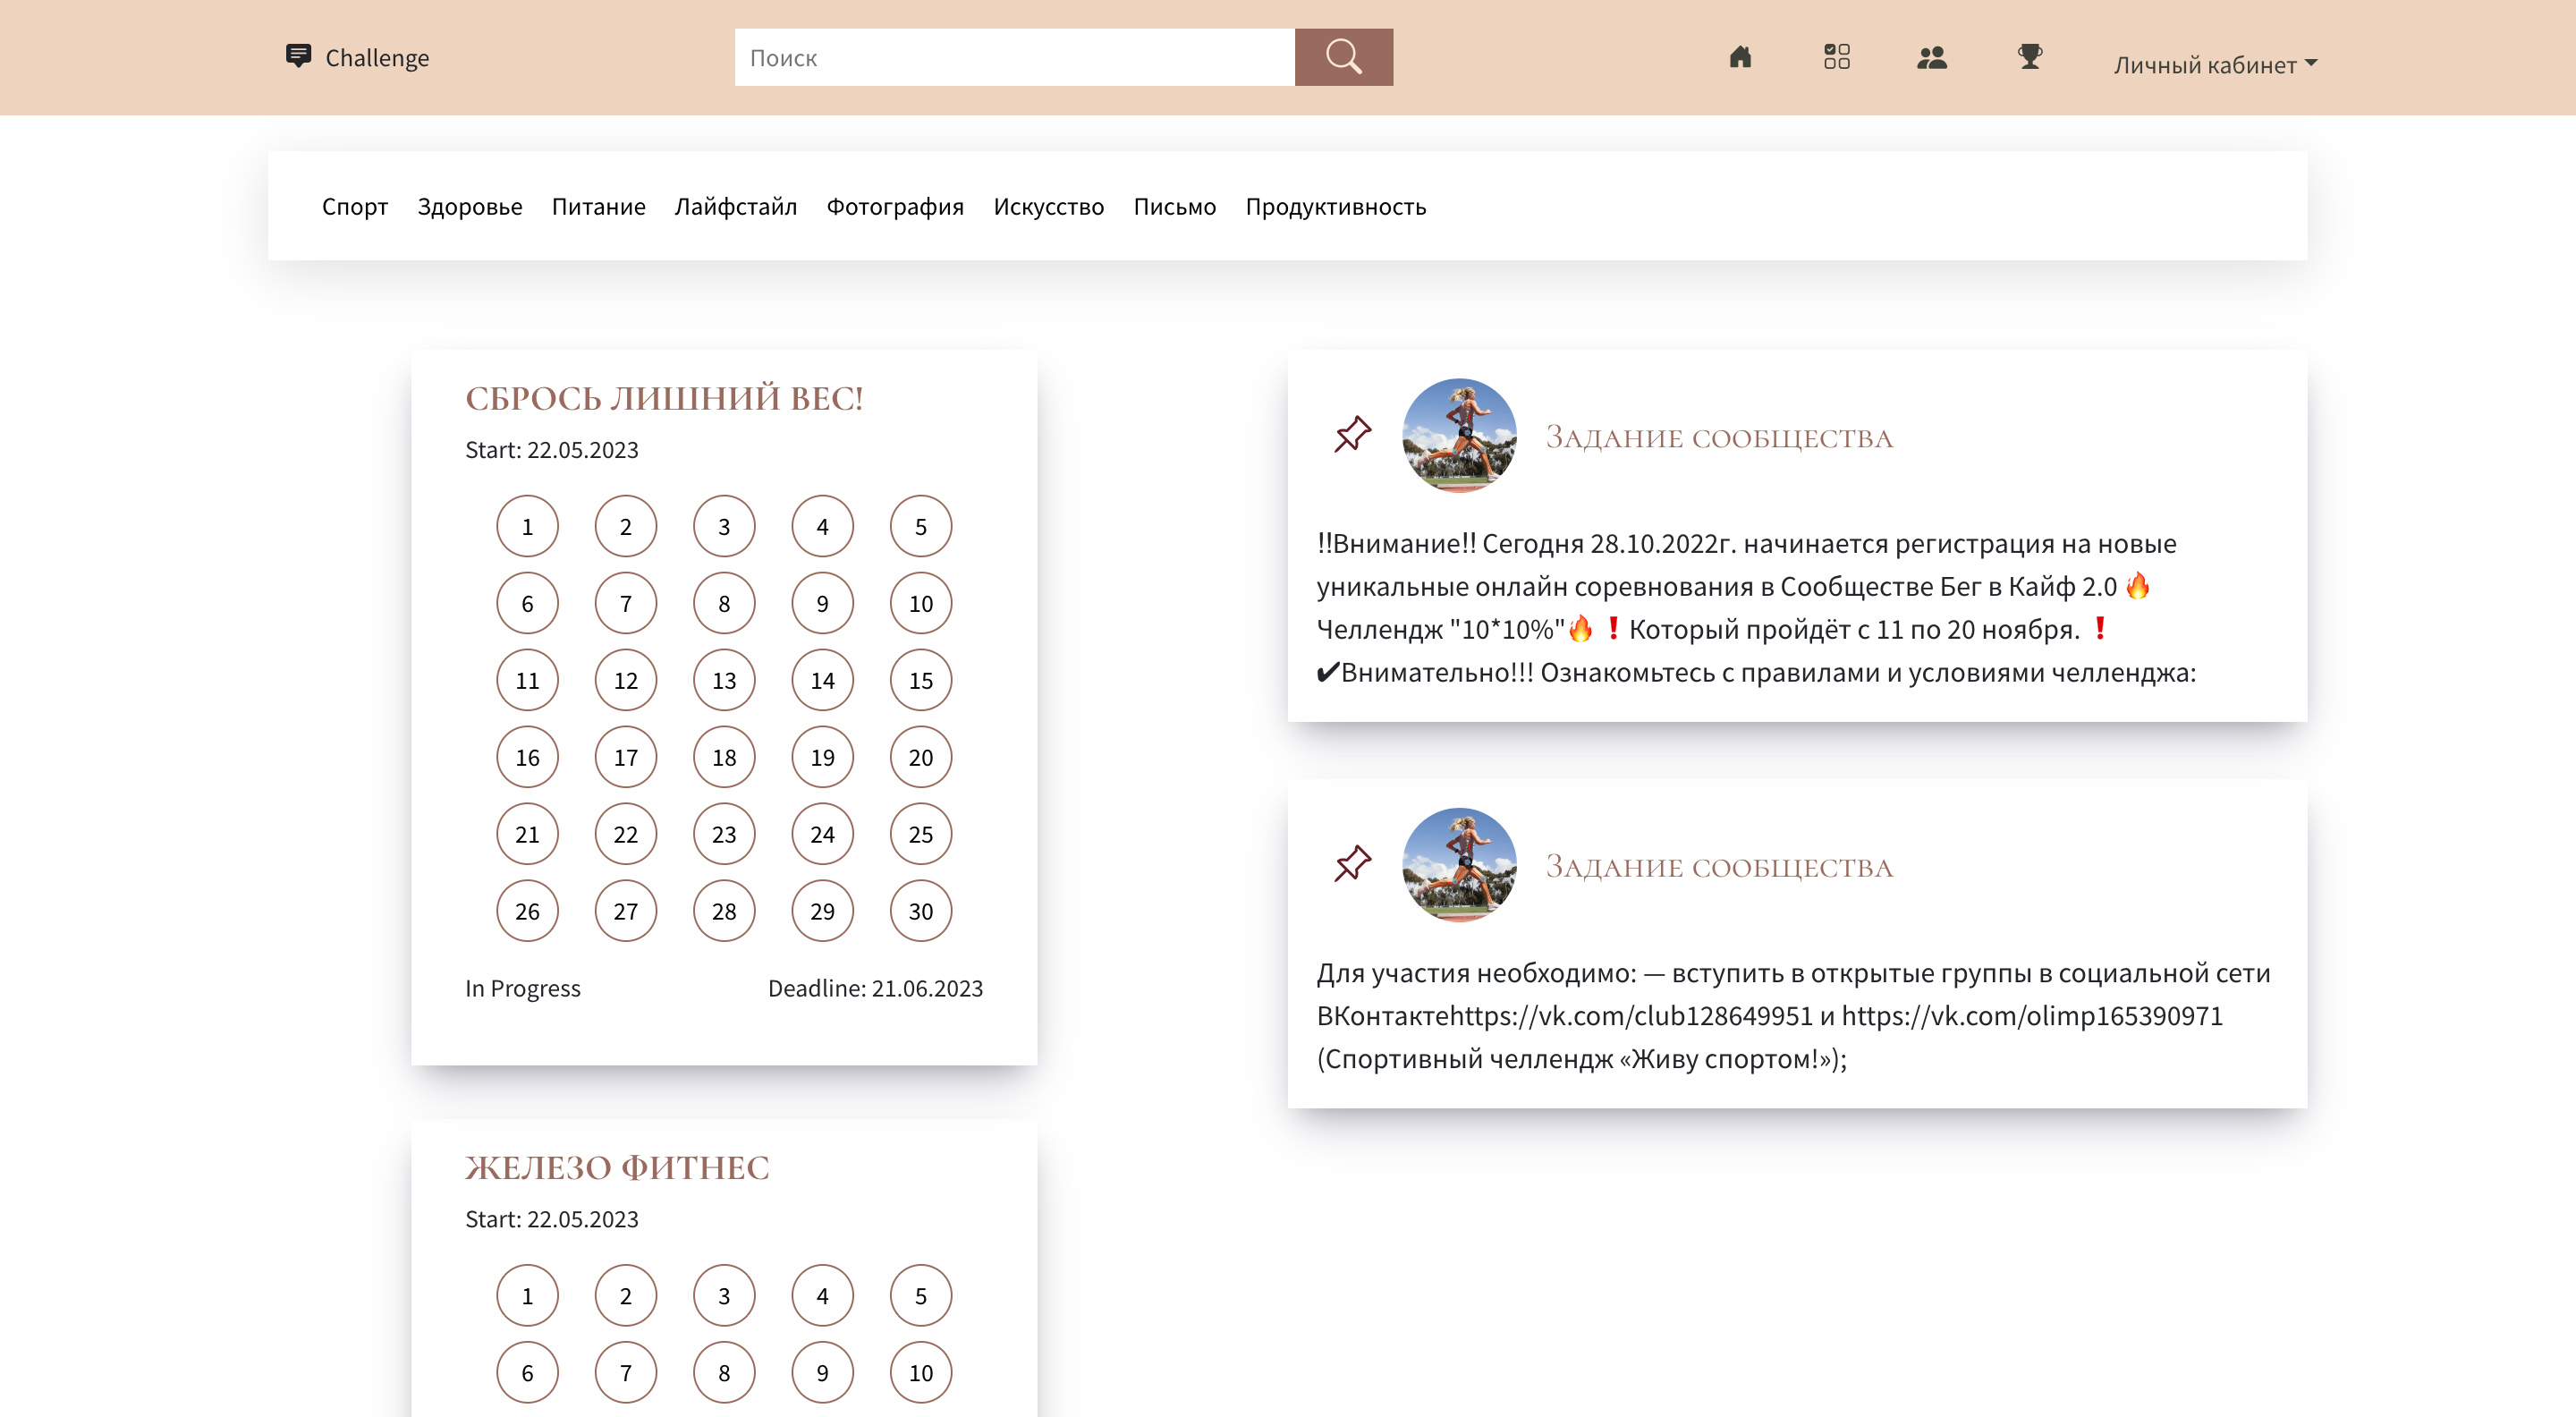 Challenge
Поиск
Личный кабинет
Спорт Здоровье Питание Лайфстайл Фотография Искусство Письмо Продуктивность
СБРОСЬ ЛИШНИЙ ВЕС!
Start: 22.05.2023
1 2 3 4 5
6 7 8 9 10
11 12 13 14 15
16 17 18 19 20
21 22 23 24 25
26 27 28 29 30
In Progress Deadline: 21.06.2023
ЖЕЛЕЗО ФИТНЕС
Start: 22.05.2023
1 2 3 4 5
6 7 8 9 10
Задание сообщества
‼Внимание‼ Сегодня 28.10.2022г. начинается регистрация на новые
уникальные онлайн соревнования в Сообществе Бег в Кайф 2.0 🔥
Челлендж "10*10%"🔥❗Который пройдёт с 11 по 20 ноября.❗
✔Внимательно!!! Ознакомьтесь с правилами и условиями челленджа:
Задание сообщества
Для участия необходимо: — вступить в открытые группы в социальной сети
ВКонтактеhttps://vk.com/club128649951 и https://vk.com/olimp165390971
(Спортивный челлендж «Живу спортом!»);